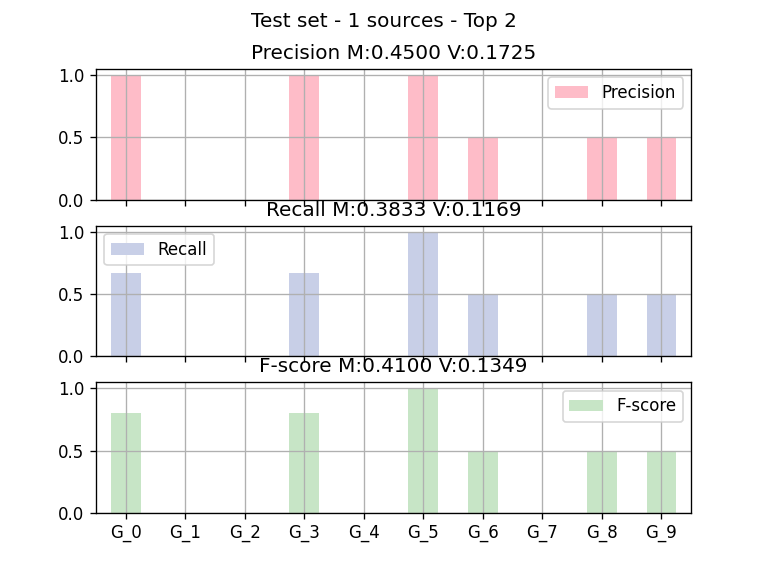 Test set - 1 sources - Top 2
Precision M:0.4500 V:0.1725
1.0
0.5
0.0
Precision
Recall M:0.3833 V:0.1169
1.0
0.5
0.0
Recall
F-score M:0.4100 V:0.1349
1.0
0.5
0.0
F-score
G_0 G_1 G_2 G_3 G_4 G_5 G_6 G_7 G_8 G_9